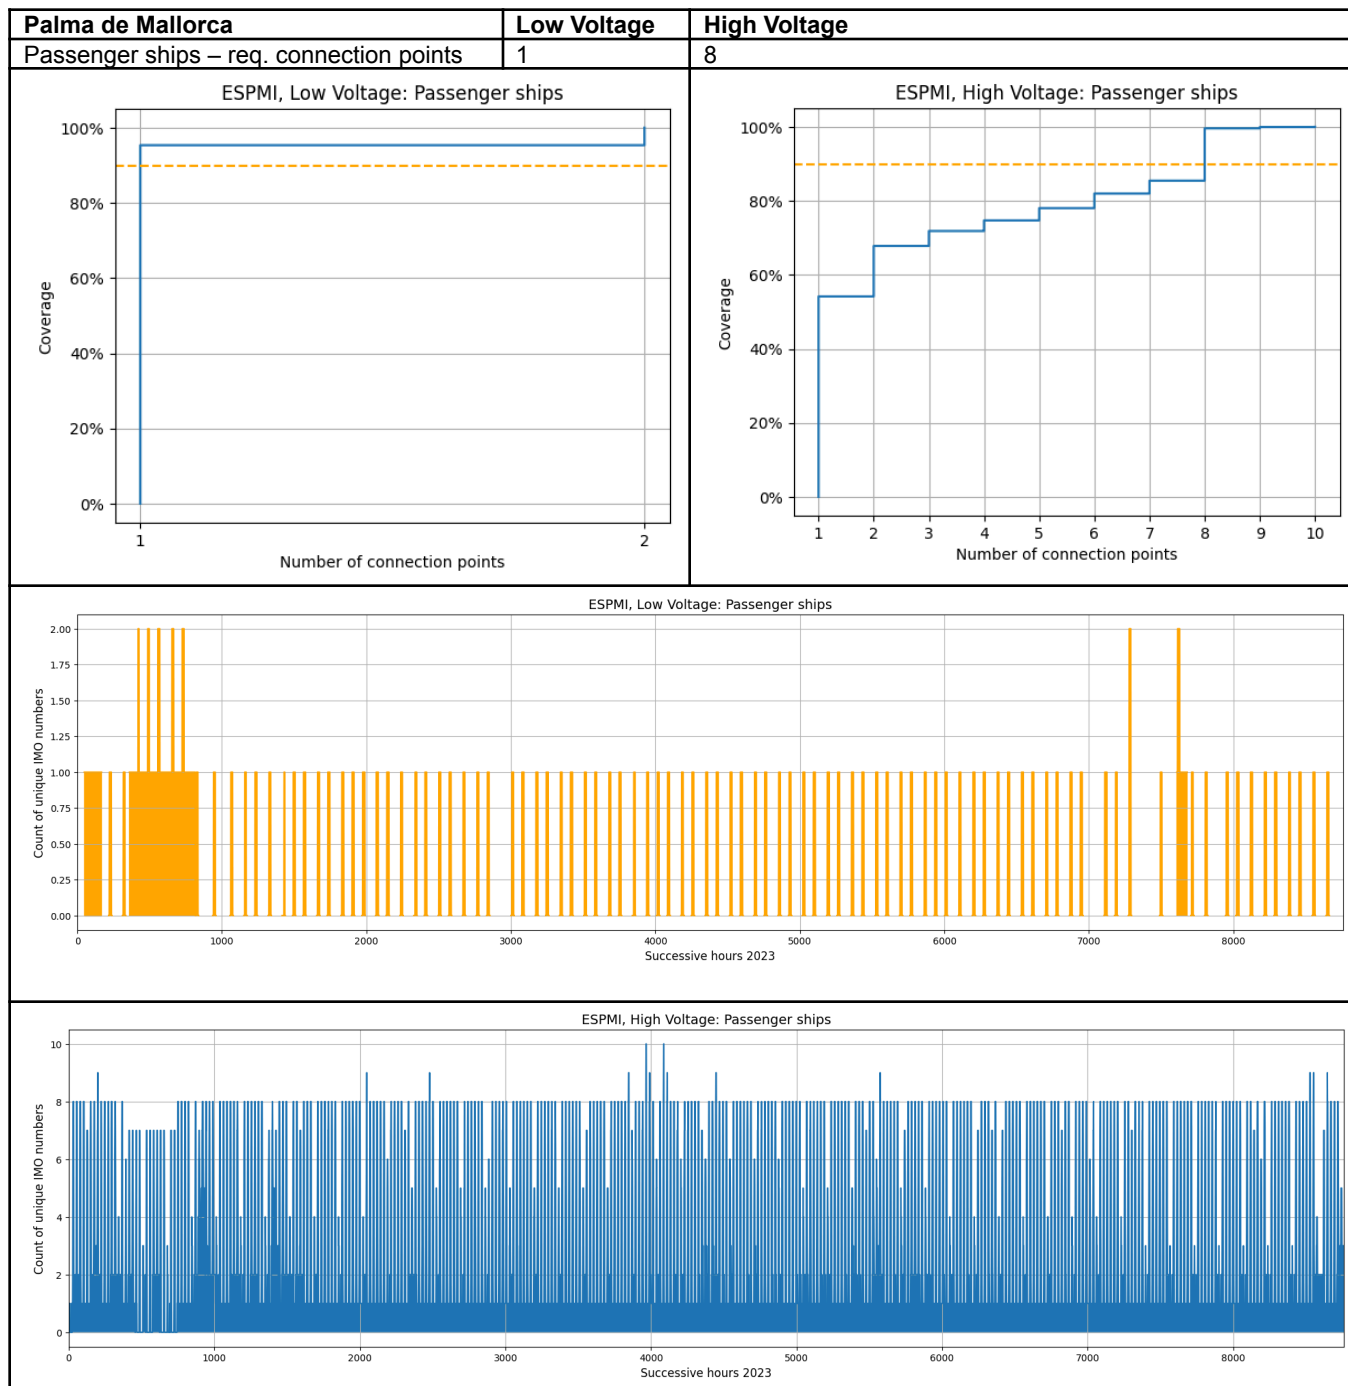 Palma de Mallorca Low Voltage High Voltage
Passenger ships – req. connection points 1 8
ESPMI, Low Voltage: Passenger ships
100%
80%
60%
40%
20%
0%
Coverage
1 2
Number of connection points
ESPMI, High Voltage: Passenger ships
100%
80%
60%
40%
20%
0%
Coverage
1 2 3 4 5 6 7 8 9 10
Number of connection points
ESPMI, Low Voltage: Passenger ships
2.00
1.75
1.50
1.25
1.00
0.75
0.50
0.25
0.00
Count of unique IMO numbers
0 1000 2000 3000 4000 5000 6000 7000 8000
Successive hours 2023
ESPMI, High Voltage: Passenger ships
10
8
6
4
2
0
Count of unique IMO numbers
0 1000 2000 3000 4000 5000 6000 7000 8000
Successive hours 2023